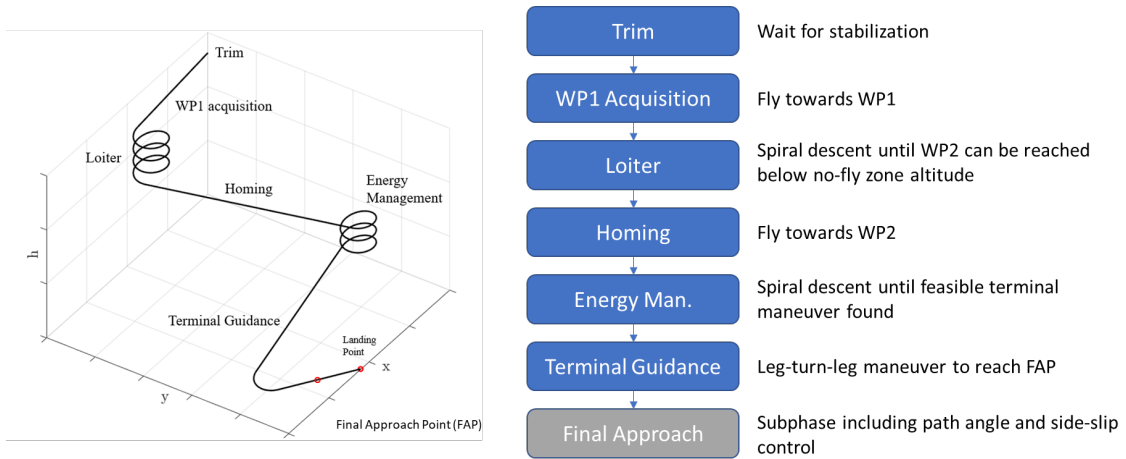 Trim
WP1 acquisition
Loiter
Homing
Energy
Management
h
Terminal Guidance
Landing
Point
x
y
Final Approach Point (FAP)
Trim
Wait for stabilization
WP1 Acquisition
Fly towards WP1
Loiter
Spiral descent until WP2 can be reached
below no-fly zone altitude
Homing
Fly towards WP2
Energy Man.
Spiral descent until feasible terminal
maneuver found
Terminal Guidance
Leg-turn-leg maneuver to reach FAP
Final Approach
Subphase including path angle and side-slip
control